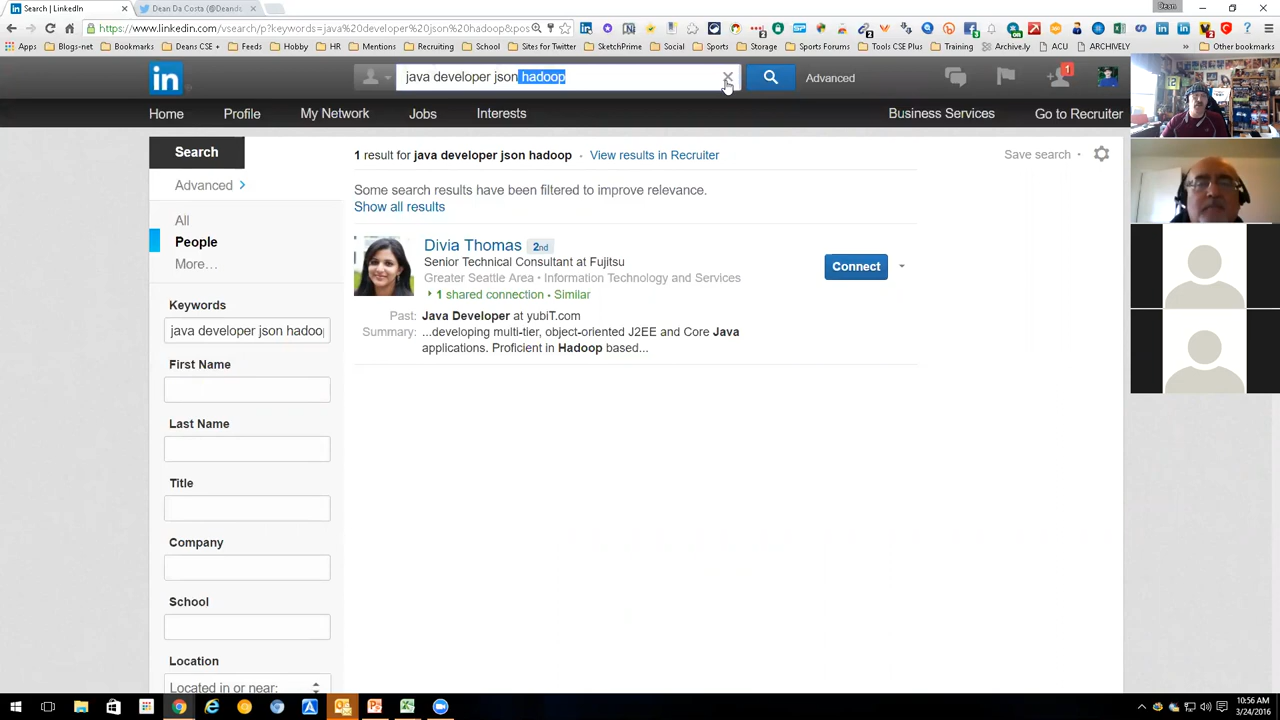 Search | LinkedIn
Dean Da Costa (@Deanda
Dean
https://www.linkedin.com/vsearch/p?keywords=java%20developer%20json%20hadoop&pos
Apps
Blogs-net
Bookmarks
Deans CSE +
Feeds
Hobby
HR
Mentions
Recruiting
School
Sites for Twitter
SketchPrime
Social
Sports
Storage
Sports Forums
Tools CSE Plus
Training
Archive.ly
ACU
ARCHIVELY
Other bookmarks
in
java developer json hadoop
Advanced
1
Home
Profile
My Network
Jobs
Interests
Business Services
Go to Recruiter
Search
1 result for java developer json hadoop
View results in Recruiter
Save search
Advanced
Some search results have been filtered to improve relevance.
Show all results
All
People
More...
Divia Thomas 2nd
Senior Technical Consultant at Fujitsu
Greater Seattle Area • Information Technology and Services
1 shared connection • Similar
Connect
Past: Java Developer at yubiT.com
Summary: ...developing multi-tier, object-oriented J2EE and Core Java
applications. Proficient in Hadoop based...
Keywords
java developer json hadoo
First Name
Last Name
Title
Company
School
Location
Located in or near:
10:56 AM
3/24/2016